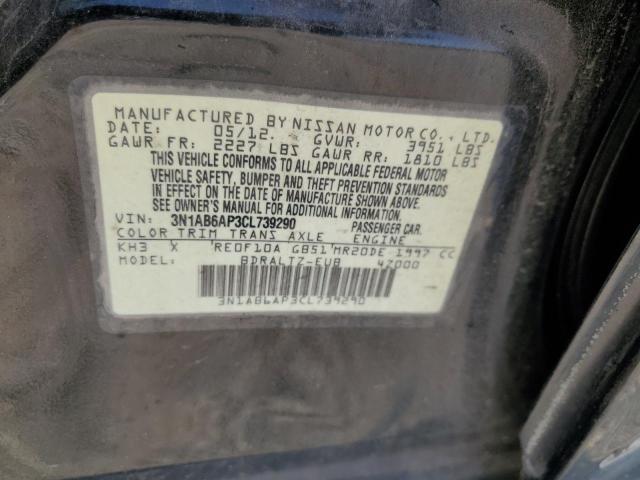 MANUFACTURED BY NISSAN MOTOR CO., LTD.
DATE: 05/12. GVWR: 3951 LBS
GAWR FR: 2227 LBS GAWR RR: 1810 LBS
THIS VEHICLE CONFORMS TO ALL APPLICABLE FEDERAL MOTOR
VEHICLE SAFETY, BUMPER AND THEFT PREVENTION STANDARDS
IN EFFECT ON THE DATE OF MANUFACTURE SHOWN ABOVE.
SEE OWNER'S MANUAL FOR ADDITIONAL INFORMATION.
VIN: 3N1AB6AP3CL739290 PASSENGER CAR.
COLOR TRIM TRANS AXLE ENGINE
KH3 X RE0F10A GB51 MR20DE 1997 CC
MODEL: BDRALTZ-EUB 47000
3N1AB6AP3CL739290